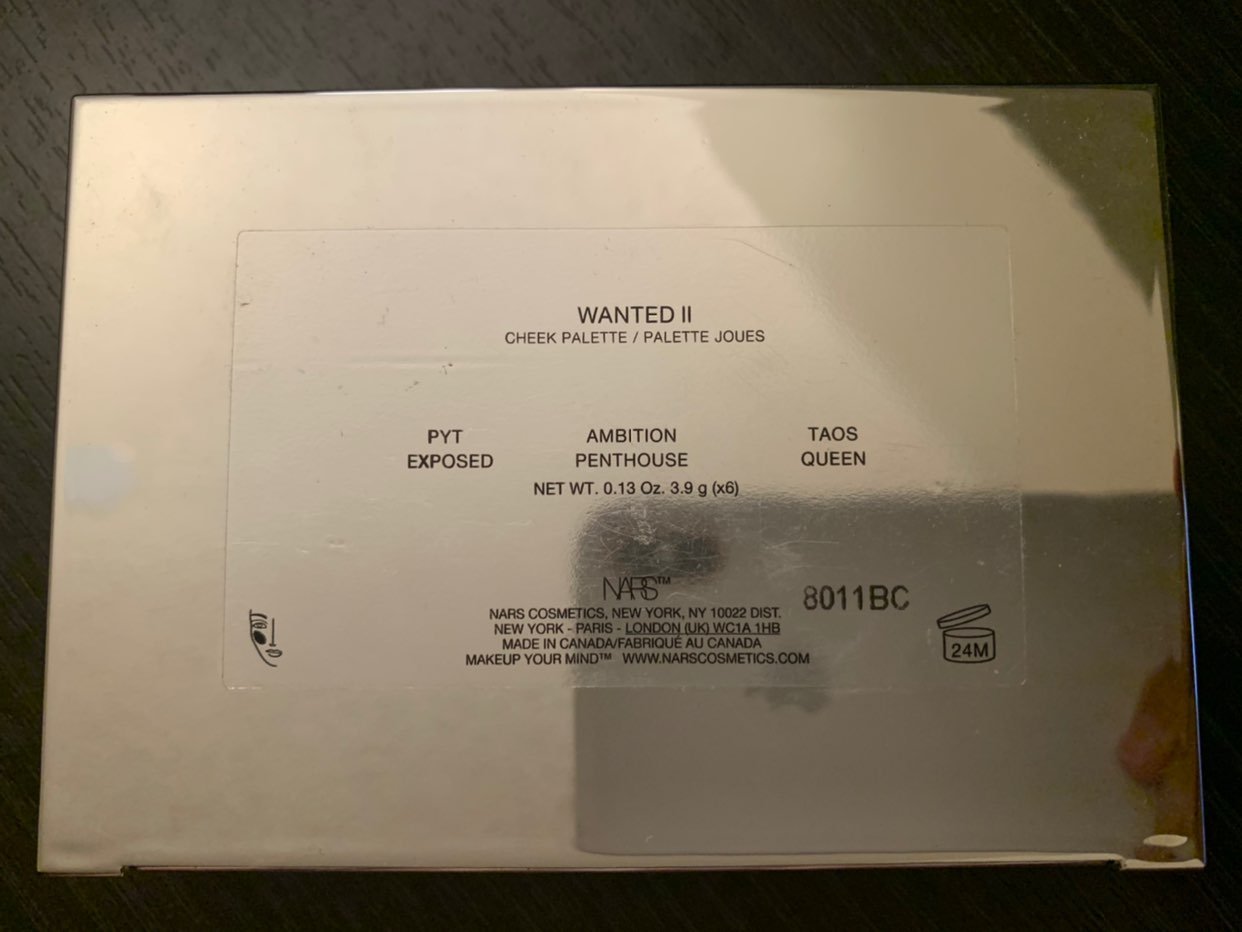 WANTED II
CHEEK PALETTE / PALETTE JOUES
PYT AMBITION TAOS
EXPOSED PENTHOUSE QUEEN
NET WT. 0.13 Oz. 3.9 g (x6)
NARS™
8011BC
NARS COSMETICS, NEW YORK, NY 10022 DIST.
NEW YORK - PARIS - LONDON (UK) WC1A 1HB
MADE IN CANADA/FABRIQUÉ AU CANADA
MAKEUP YOUR MIND™ WWW.NARSCOSMETICS.COM
24M